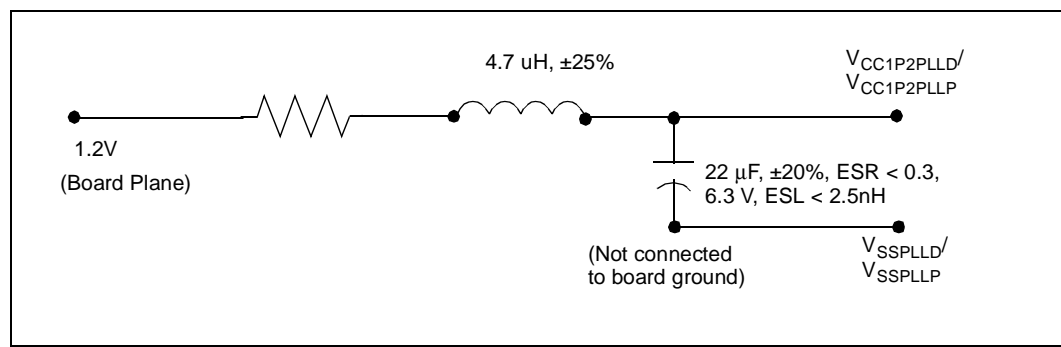 4.7 uH, ±25%
VCC1P2PLLD/
VCC1P2PLLP
1.2V
(Board Plane)
22 μF, ±20%, ESR < 0.3,
6.3 V, ESL < 2.5nH
(Not connected
to board ground)
VSSPLLD/
VSSPLLP